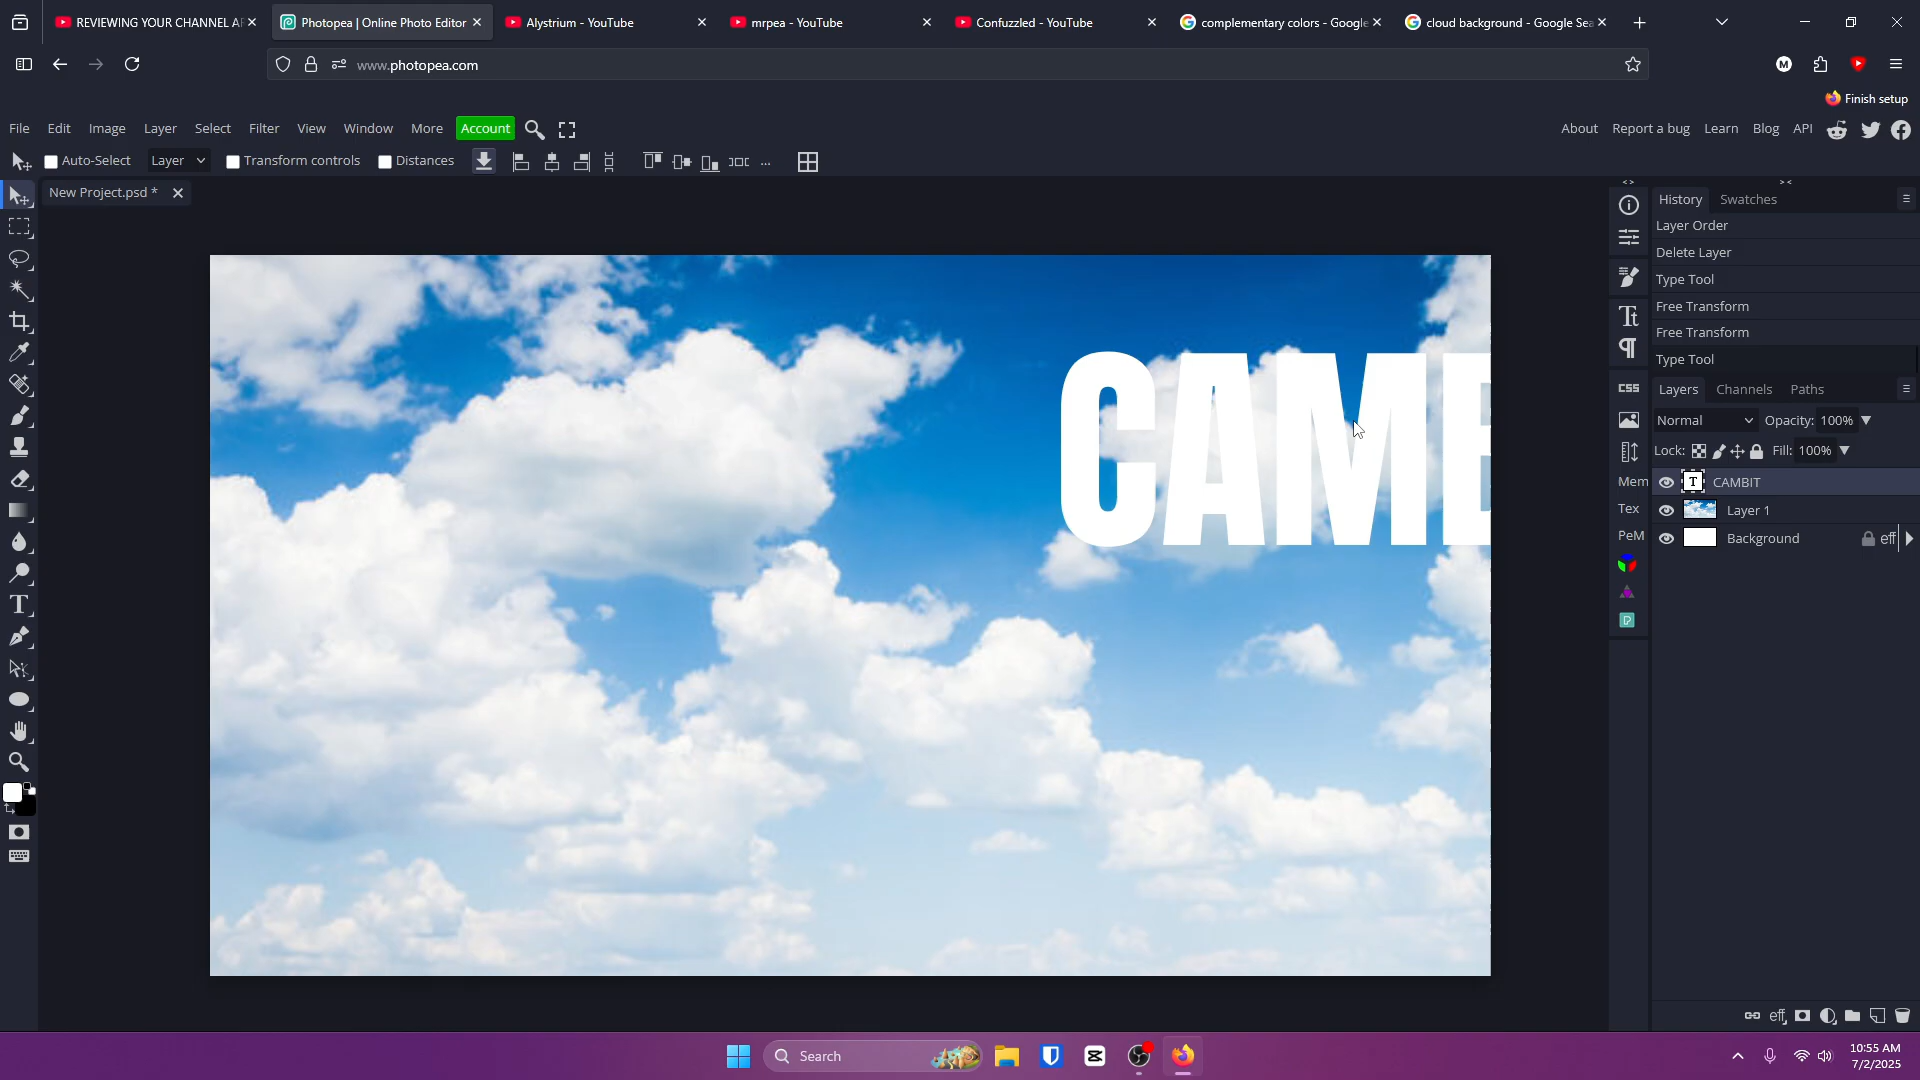 REVIEWING YOUR CHANNEL AR
Photopea | Online Photo Editor
Alystrium - YouTube
mrpea - YouTube
Confuzzled - YouTube
complementary colors - Google
cloud background - Google Sea
www.photopea.com
M
Finish setup
File Edit Image Layer Select Filter View Window More Account
About Report a bug Learn Blog API
Auto-Select Layer Transform controls Distances ...
New Project.psd *
History Swatches
Layer Order
Delete Layer
Type Tool
Free Transform
Free Transform
Type Tool
CSS
Mem
Tex
PeM
Layers Channels Paths
Normal Opacity: 100%
Lock: Fill: 100%
T CAMBIT
Layer 1
Background eff
CAMB
eff
Search
10:55 AM
7/2/2025